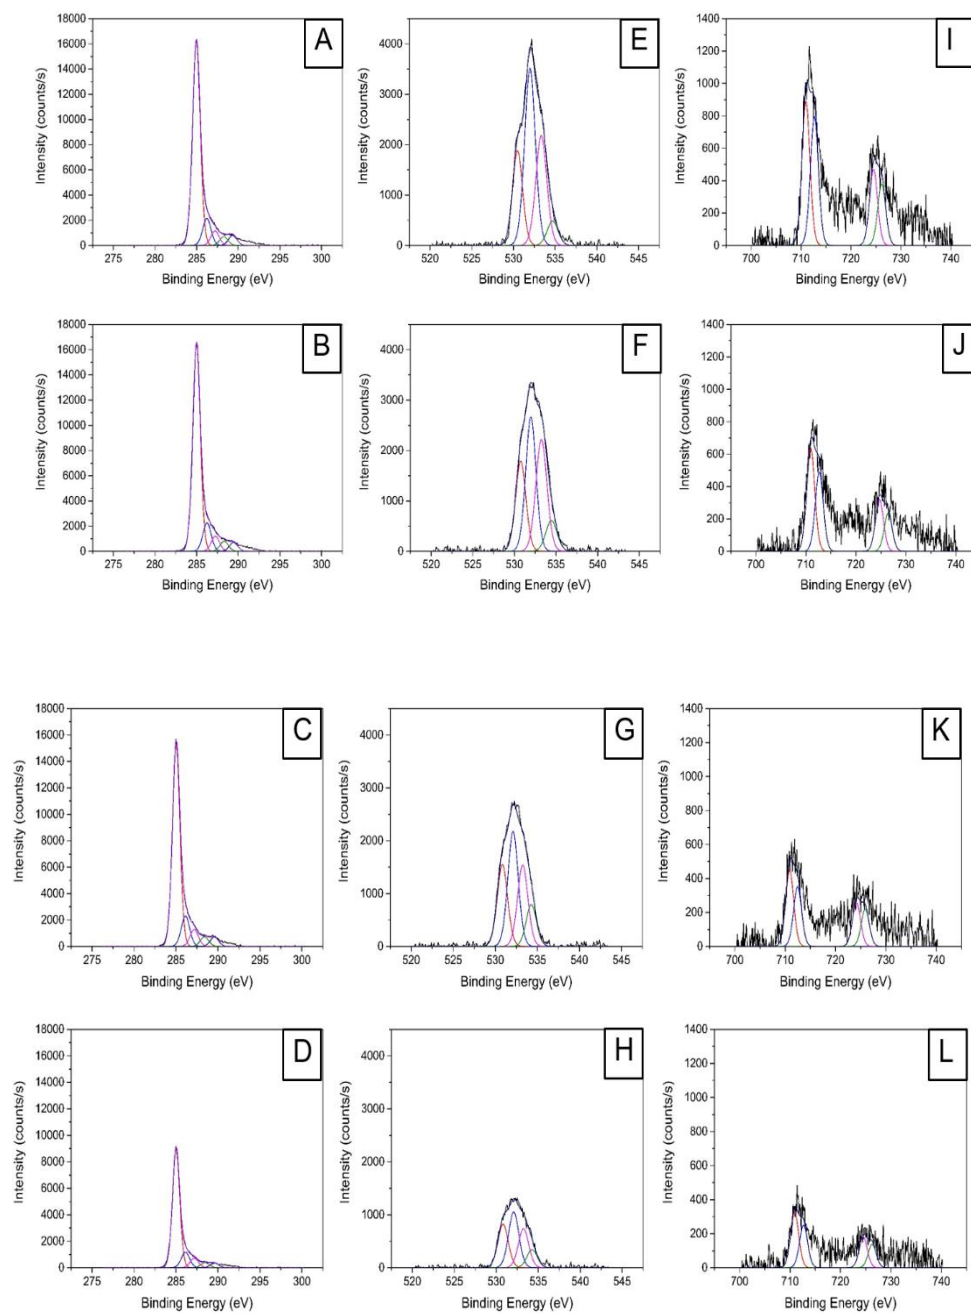 A
18000
16000
14000
12000
10000
8000
6000
4000
2000
0
Intensity (counts/s)
275 280 285 290 295 300
Binding Energy (eV)
E
4000
3000
2000
1000
0
Intensity (counts/s)
520 525 530 535 540 545
Binding Energy (eV)
I
1400
1200
1000
800
600
400
200
0
Intensity (counts/s)
700 710 720 730 740
Binding Energy (eV)
B
18000
16000
14000
12000
10000
8000
6000
4000
2000
0
Intensity (counts/s)
275 280 285 290 295 300
Binding Energy (eV)
F
4000
3000
2000
1000
0
Intensity (counts/s)
520 525 530 535 540 545
Binding Energy (eV)
J
1400
1200
1000
800
600
400
200
0
Intensity (counts/s)
700 710 720 730 740
Binding Energy (eV)
C
18000
16000
14000
12000
10000
8000
6000
4000
2000
0
Intensity (counts/s)
275 280 285 290 295 300
Binding Energy (eV)
G
4000
3000
2000
1000
0
Intensity (counts/s)
520 525 530 535 540 545
Binding Energy (eV)
K
1400
1200
1000
800
600
400
200
0
Intensity (counts/s)
700 710 720 730 740
Binding Energy (eV)
D
18000
16000
14000
12000
10000
8000
6000
4000
2000
0
Intensity (counts/s)
275 280 285 290 295 300
Binding Energy (eV)
H
4000
3000
2000
1000
0
Intensity (counts/s)
520 525 530 535 540 545
Binding Energy (eV)
L
1400
1200
1000
800
600
400
200
0
Intensity (counts/s)
700 710 720 730 740
Binding Energy (eV)